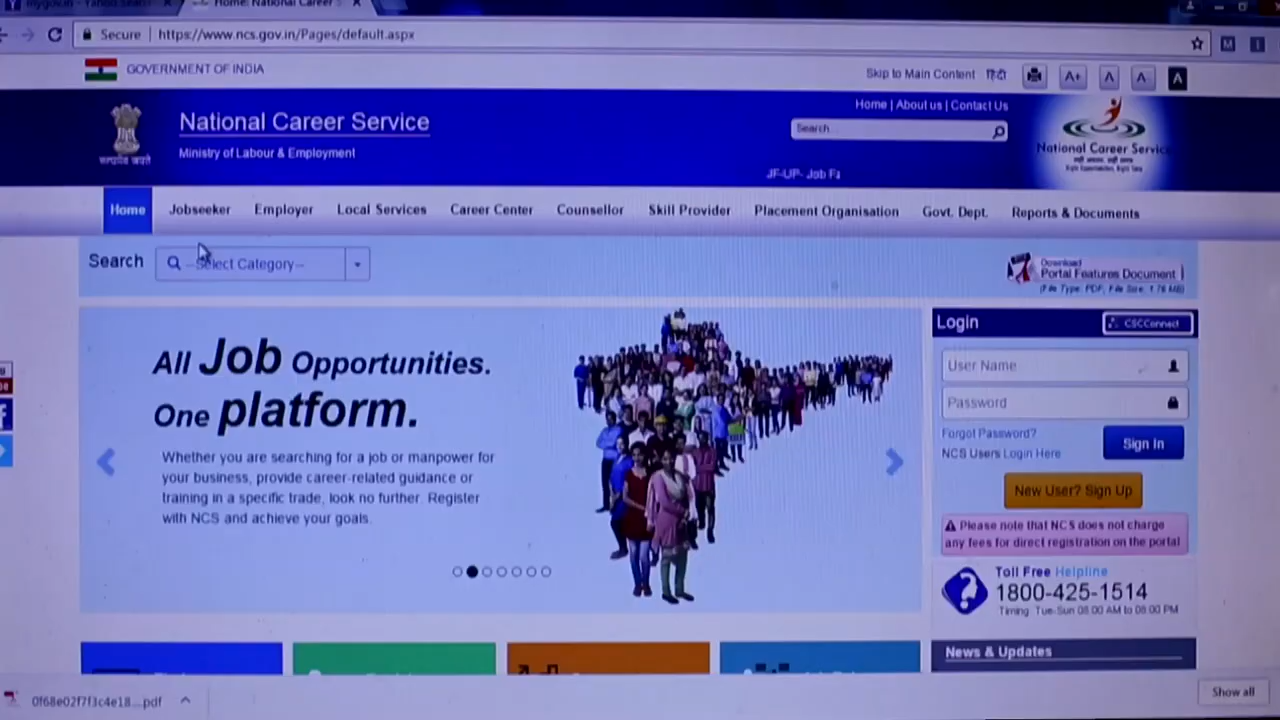 Home: National Career S
Secure | https://www.ncs.gov.in/Pages/default.aspx
GOVERNMENT OF INDIA
Skip to Main Content हिंदी A+ A A- A
Home | About us | Contact Us
National Career Service
Search
Ministry of Labour & Employment
सत्यमेव जयते
National Career Service
JF-UP- Job Fa
Home Jobseeker Employer Local Services Career Center Counsellor Skill Provider Placement Organisation Govt. Dept. Reports & Documents
Search --Select Category--
Download
Portal Features Document
(File Type: PDF, File Size: 1.76 MB)
All Job Opportunities.
One platform.
Whether you are searching for a job or manpower for
your business, provide career-related guidance or
training in a specific trade, look no further. Register
with NCS and achieve your goals.
Login CSCConnect
User Name
Password
Forgot Password?
NCS Users Login Here
Sign In
New User? Sign Up
Please note that NCS does not charge
any fees for direct registration on the portal
Toll Free Helpline
1800-425-1514
Timing: Tue-Sun 08:00 AM to 08:00 PM
News & Updates
0f68e02f7f3c4e18...pdf
Show all